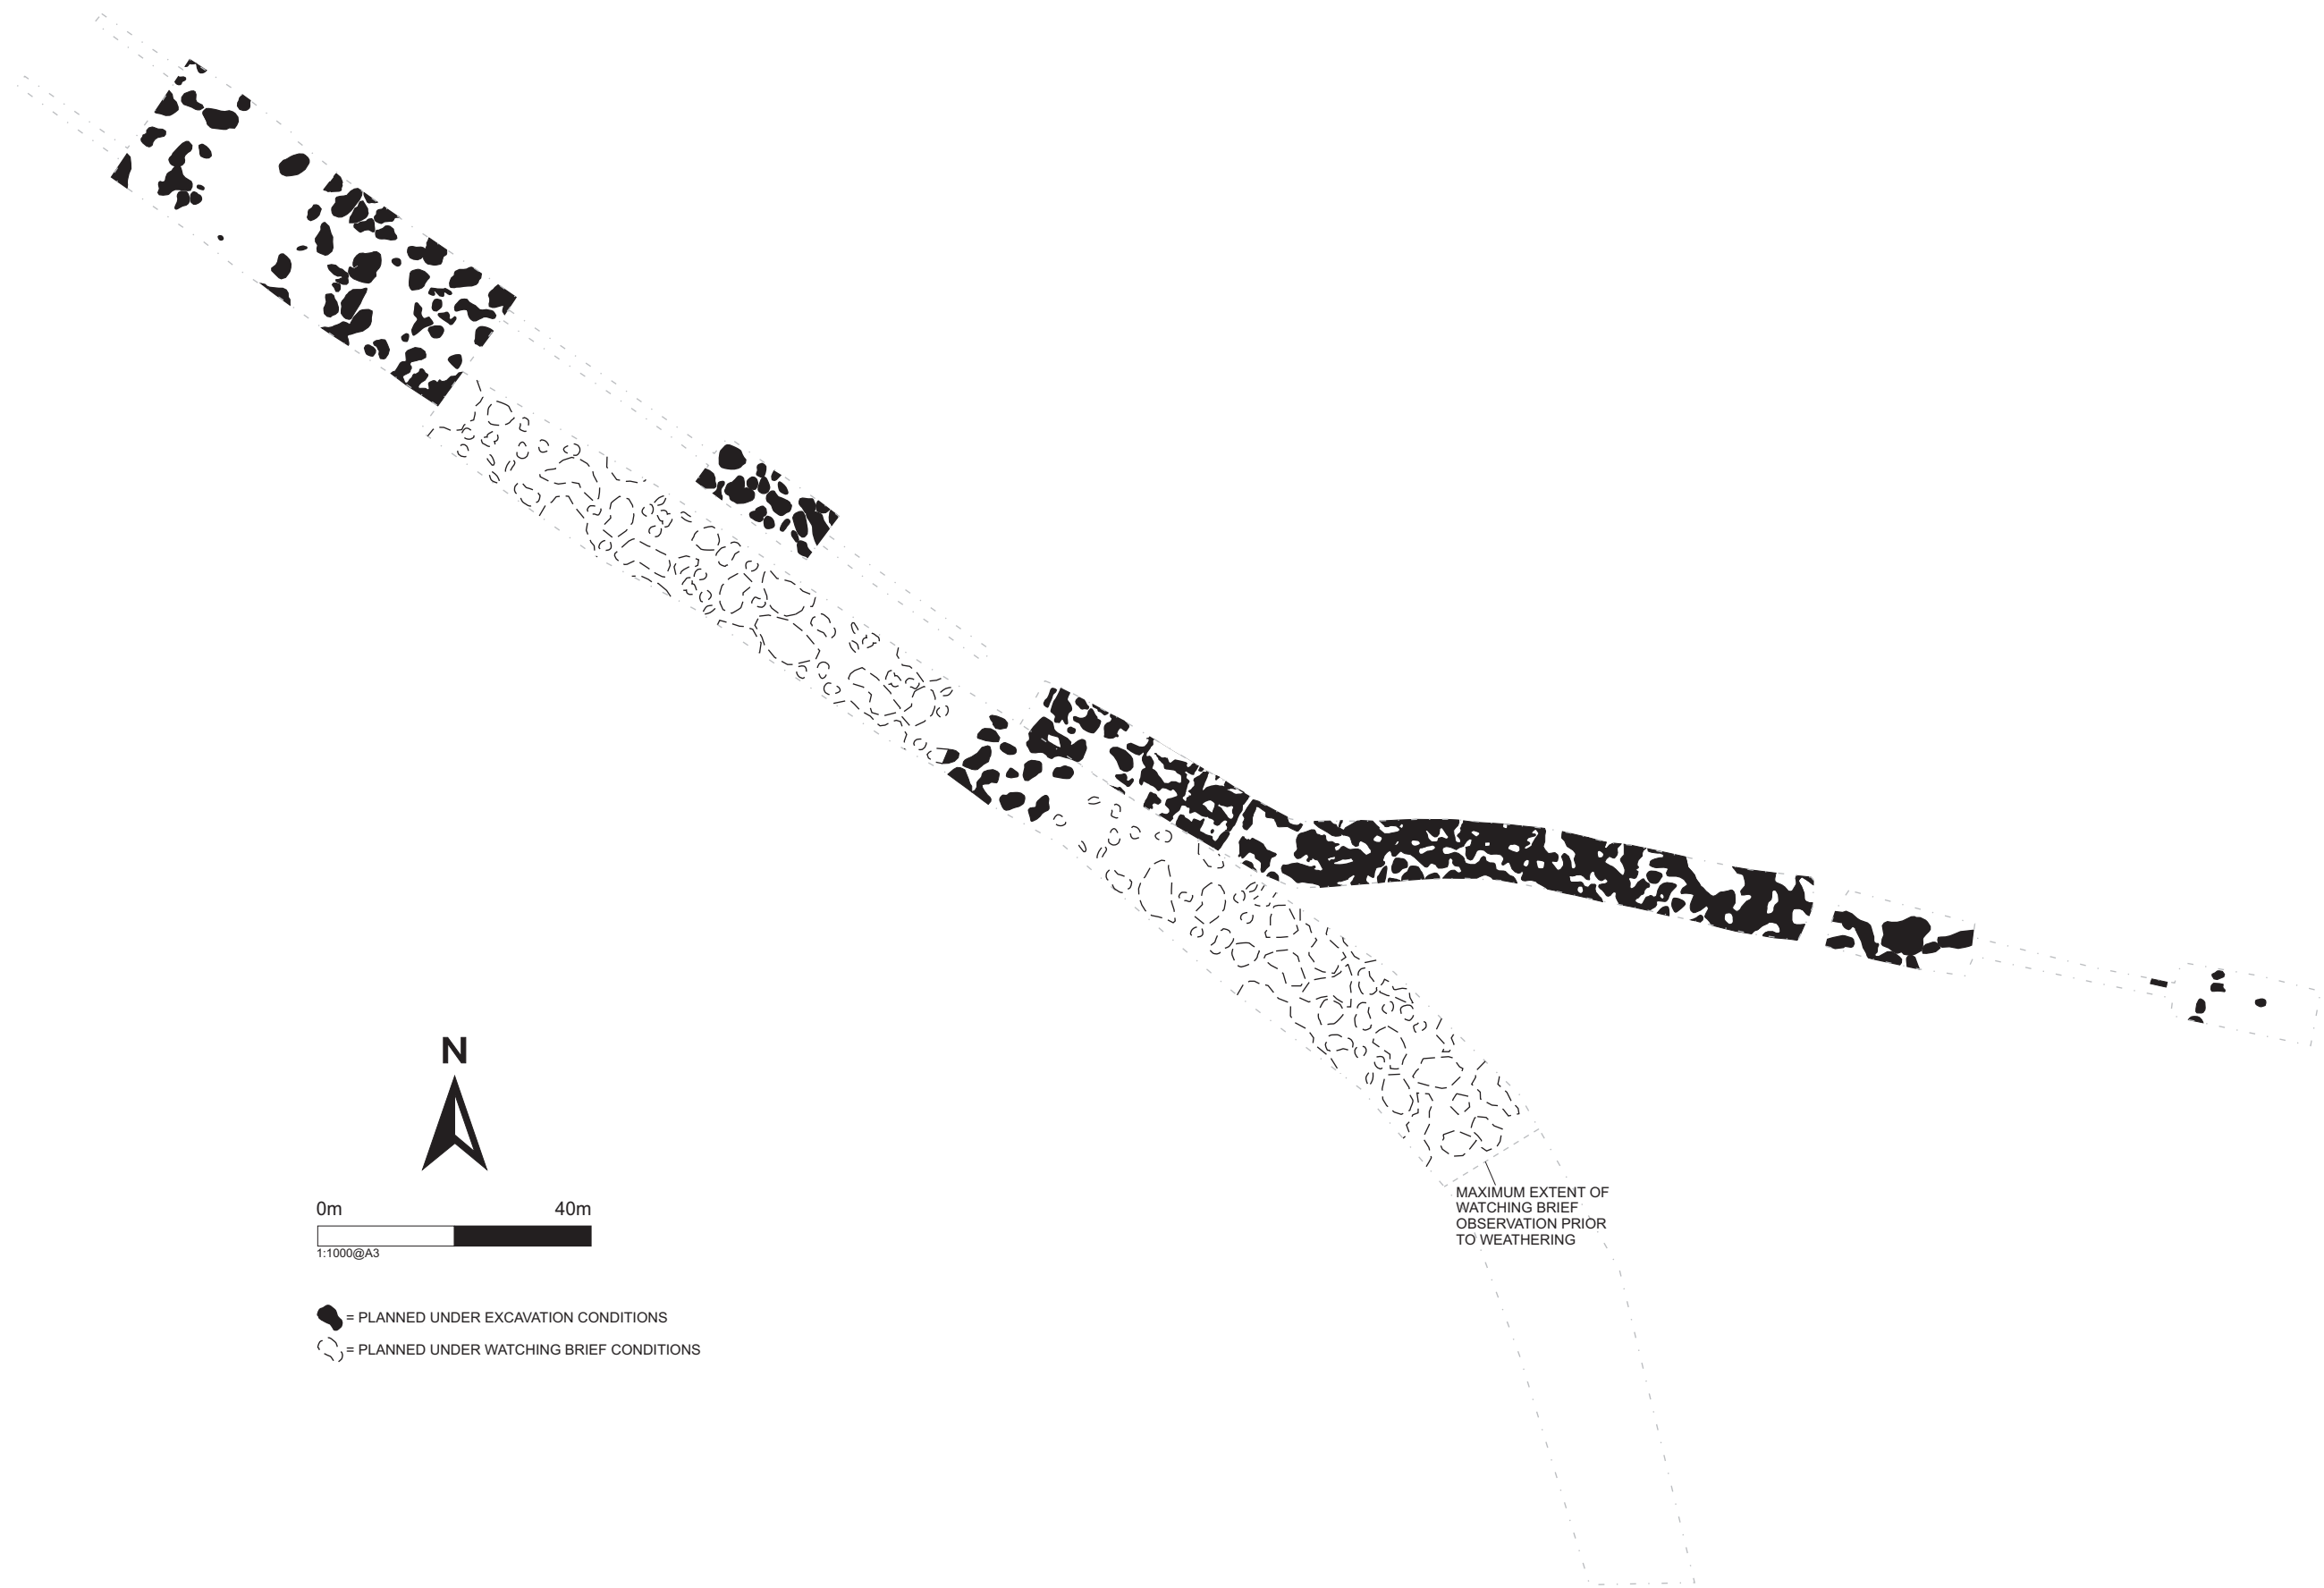 MAXIMUM EXTENT OF
WATCHING BRIEF
OBSERVATION PRIOR
TO WEATHERING
N
0m 40m
1:1000@A3
= PLANNED UNDER EXCAVATION CONDITIONS
= PLANNED UNDER WATCHING BRIEF CONDITIONS